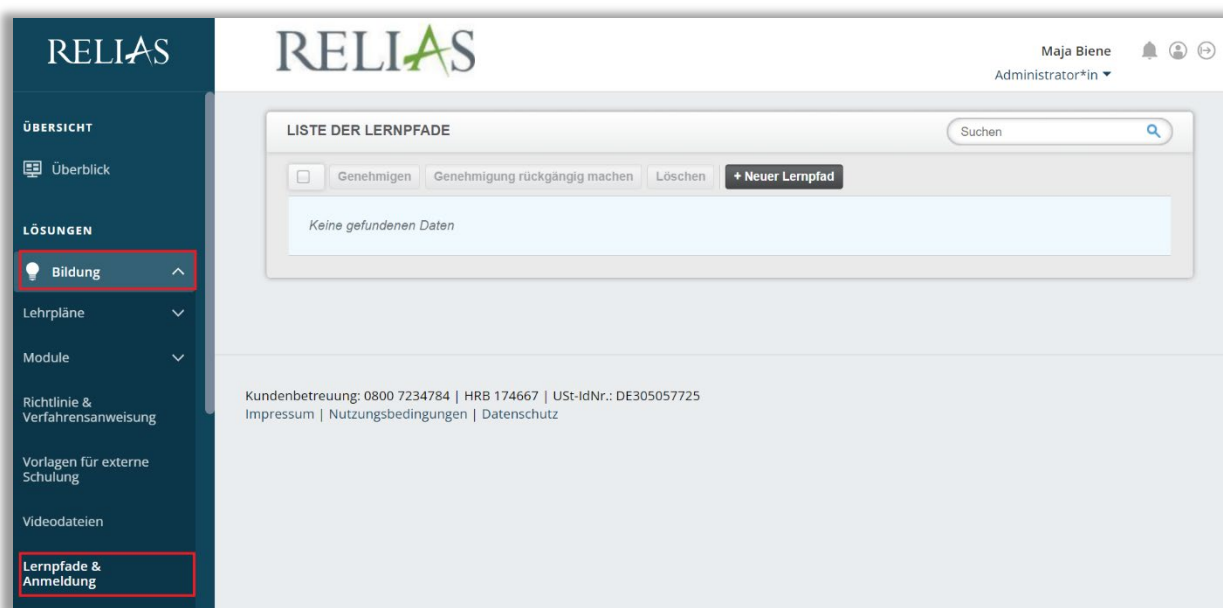 RELIAS
RELIAS
Maja Biene
Administrator*in
ÜBERSICHT
Überblick
LÖSUNGEN
Bildung
Lehrpläne
Module
Richtlinie &
Verfahrensanweisung
Vorlagen für externe
Schulung
Videodateien
Lernpfade &
Anmeldung
LISTE DER LERNPFADE
Suchen
Genehmigen Genehmigung rückgängig machen Löschen + Neuer Lernpfad
Keine gefundenen Daten
Kundenbetreuung: 0800 7234784 | HRB 174667 | USt-IdNr.: DE305057725
Impressum | Nutzungsbedingungen | Datenschutz